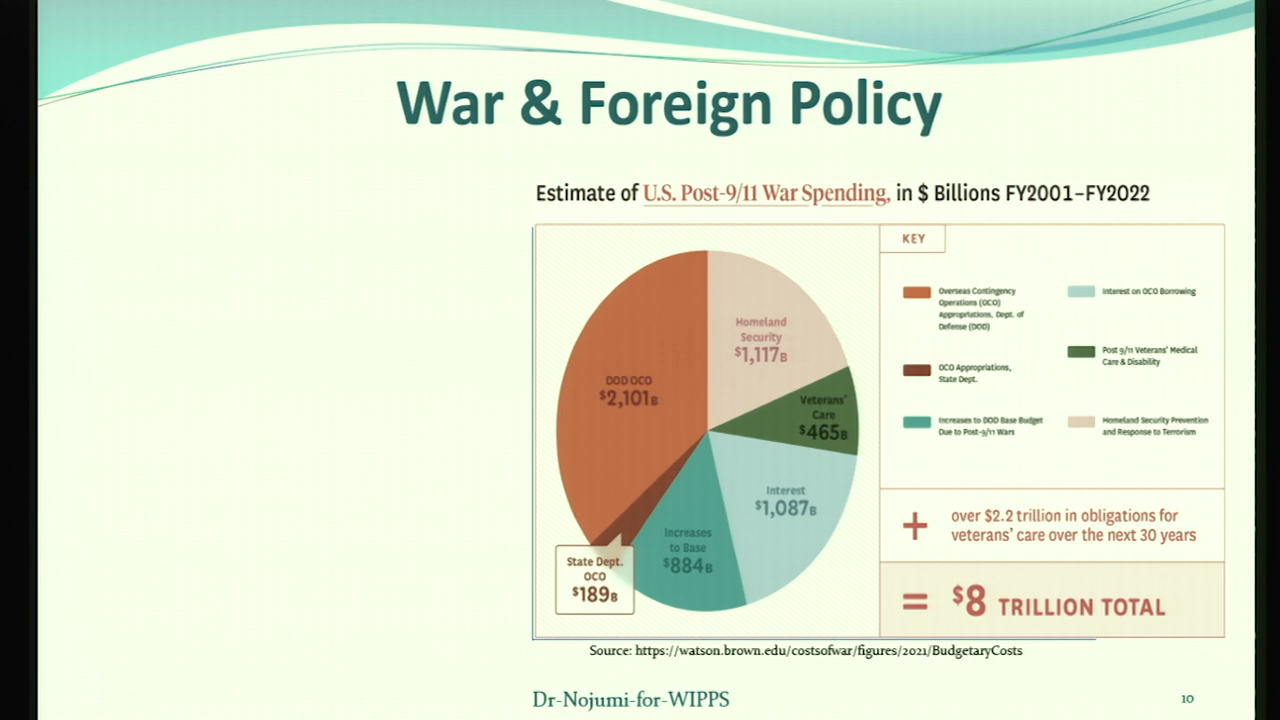 War & Foreign Policy
Estimate of U.S. Post-9/11 War Spending, in $ Billions FY2001–FY2022
KEY
Homeland
Security
$1,117B
DOD OCO
$2,101B
Veterans'
Care
$465B
Interest
$1,087B
Increases
to Base
$884B
State Dept.
OCO
$189B
Overseas Contingency
Operations (OCO)
Appropriations, Dept. of
Defense (DOD)
OCO Appropriations,
State Dept.
Increases to DOD Base Budget
Due to Post-9/11 Wars
Interest on OCO Borrowing
Post 9/11 Veterans' Medical
Care & Disability
Homeland Security Prevention
and Response to Terrorism
+ over $2.2 trillion in obligations for
veterans' care over the next 30 years
= $8 TRILLION TOTAL
Source: https://watson.brown.edu/costsofwar/figures/2021/BudgetaryCosts
Dr-Nojumi-for-WIPPS
10